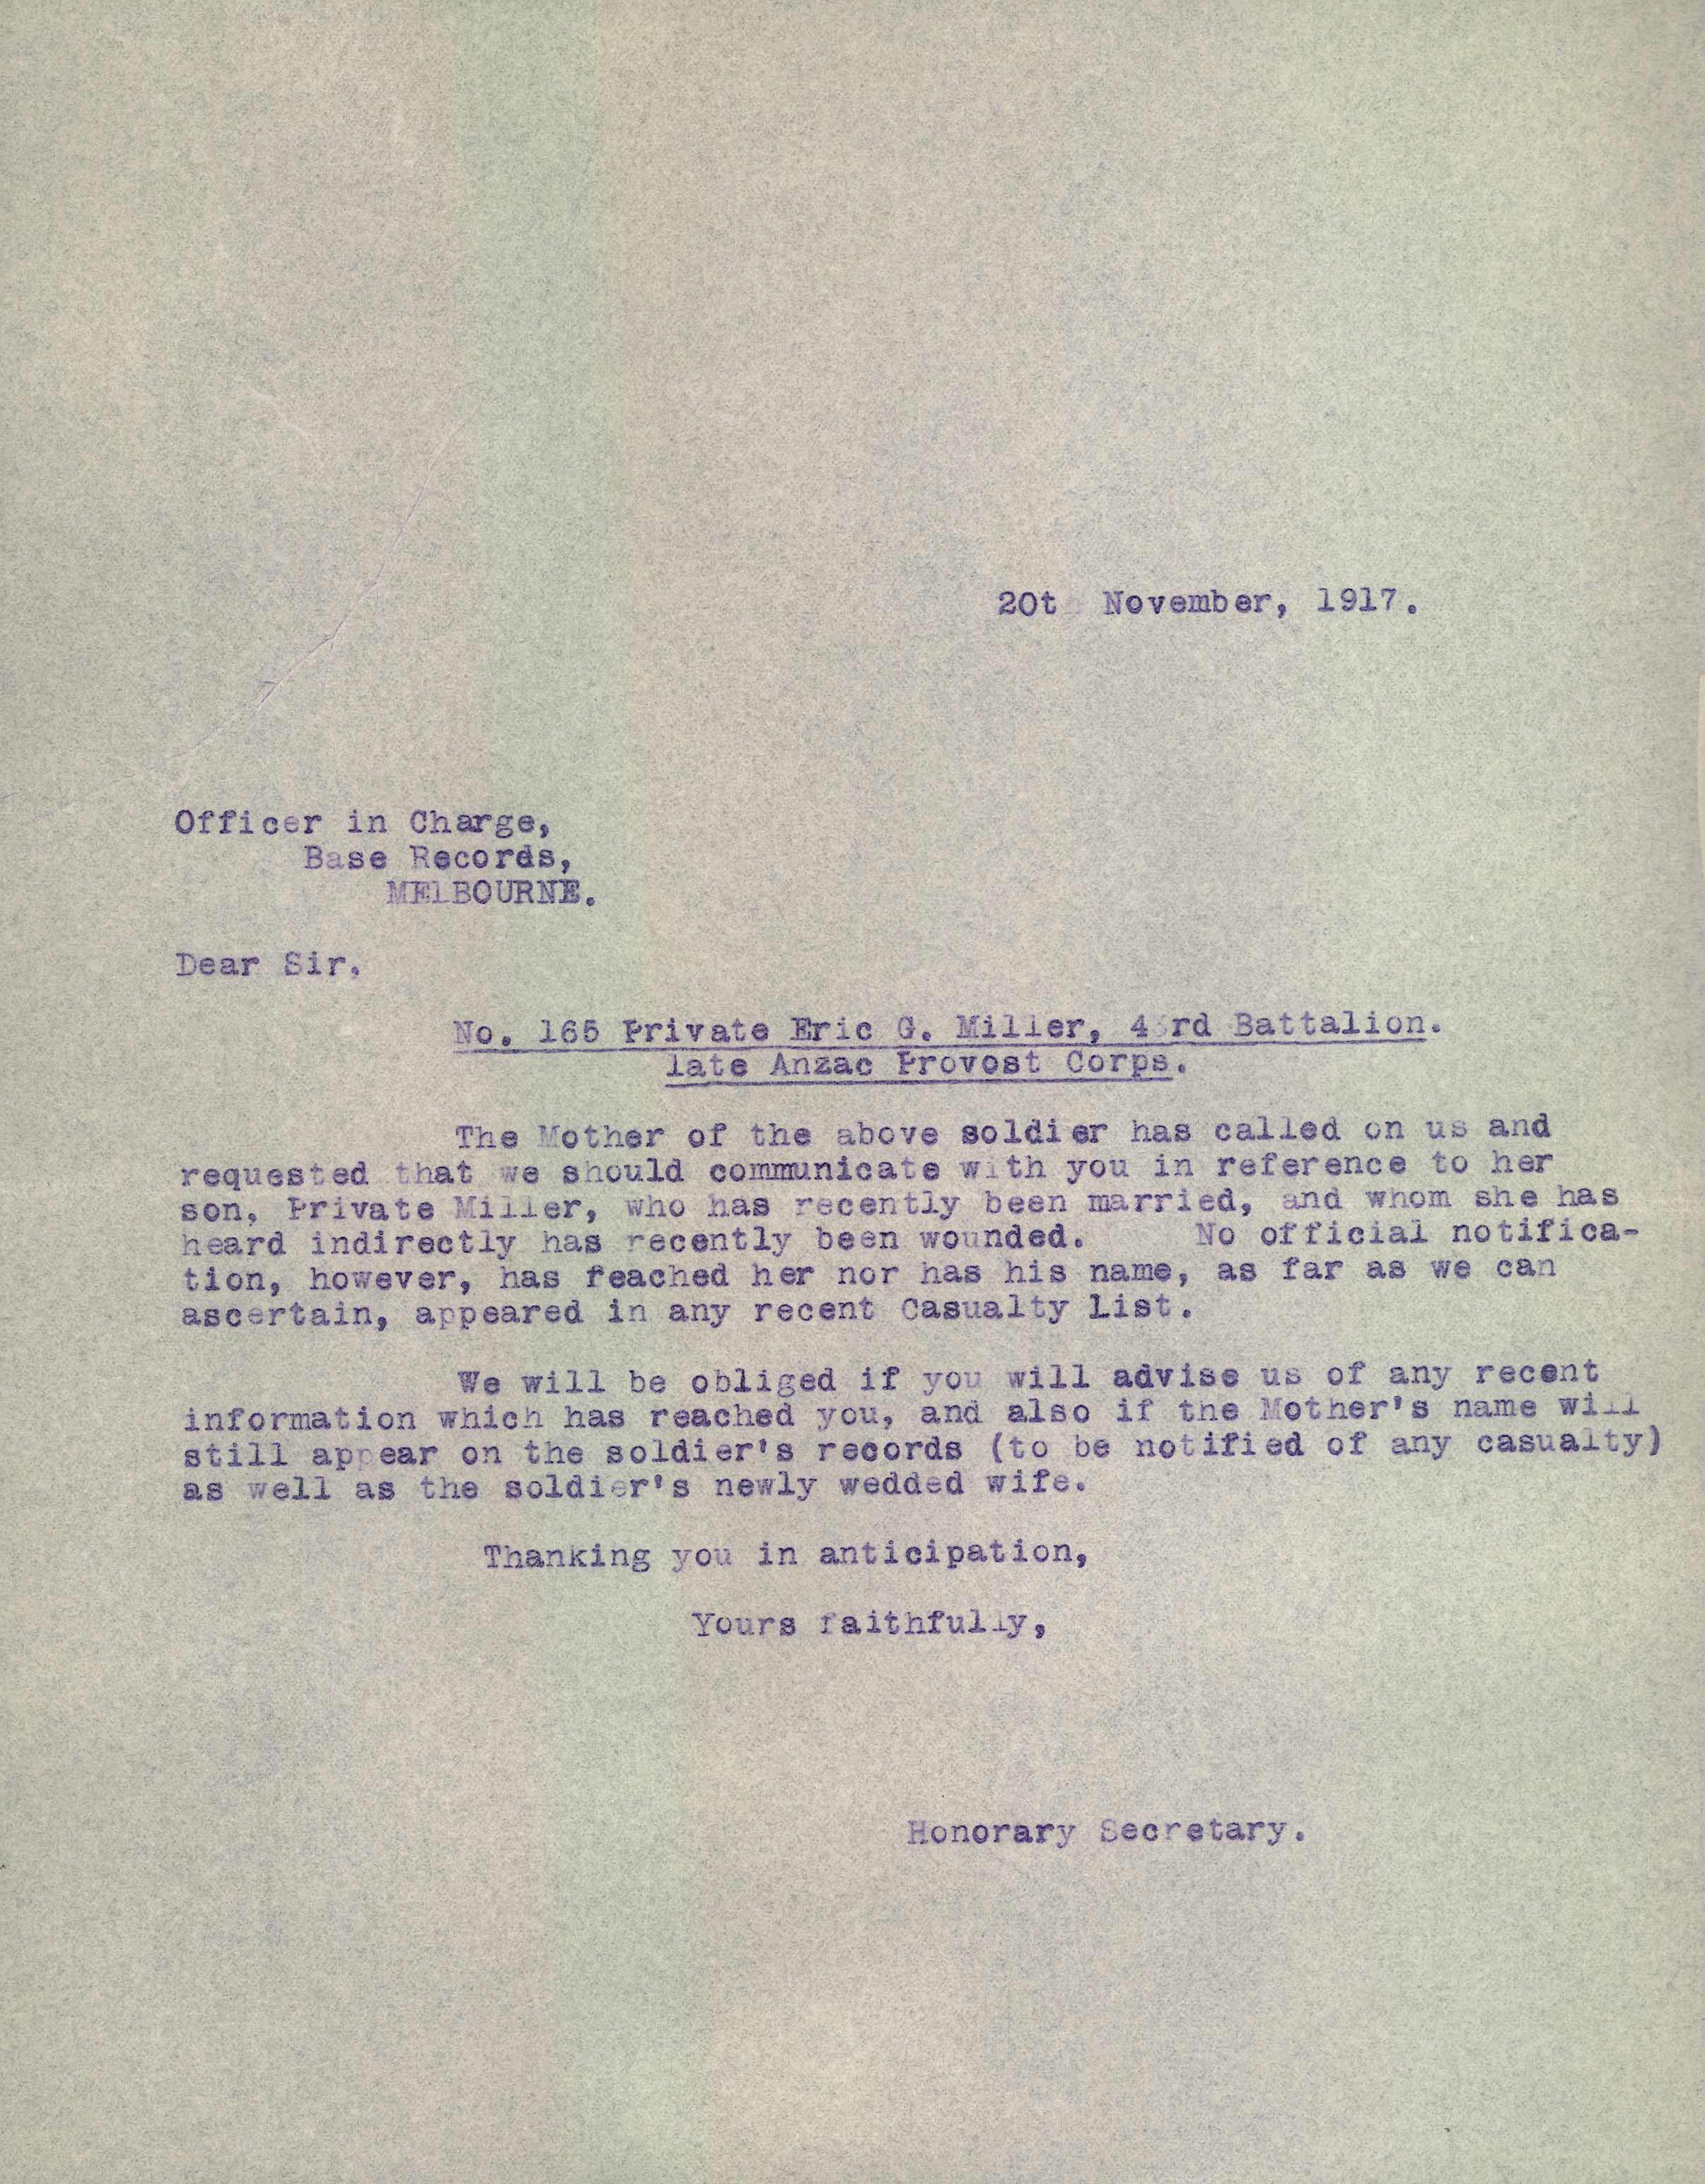 20th November, 1917.
Officer in Charge,
Base Records,
MELBOURNE.
Dear Sir.
No. 165 Private Eric G. Miller, 43rd Battalion.
late Anzac Provost Corps.
The Mother of the above soldier has called on us and
requested that we should communicate with you in reference to her
son, Private Miller, who has recently been married, and whom she has
heard indirectly has recently been wounded. No official notifica-
tion, however, has reached her nor has his name, as far as we can
ascertain, appeared in any recent Casualty List.
We will be obliged if you will advise us of any recent
information which has reached you, and also if the Mother's name will
still appear on the soldier's records (to be notified of any casualty)
as well as the soldier's newly wedded wife.
Thanking you in anticipation,
Yours faithfully,
Honorary Secretary.